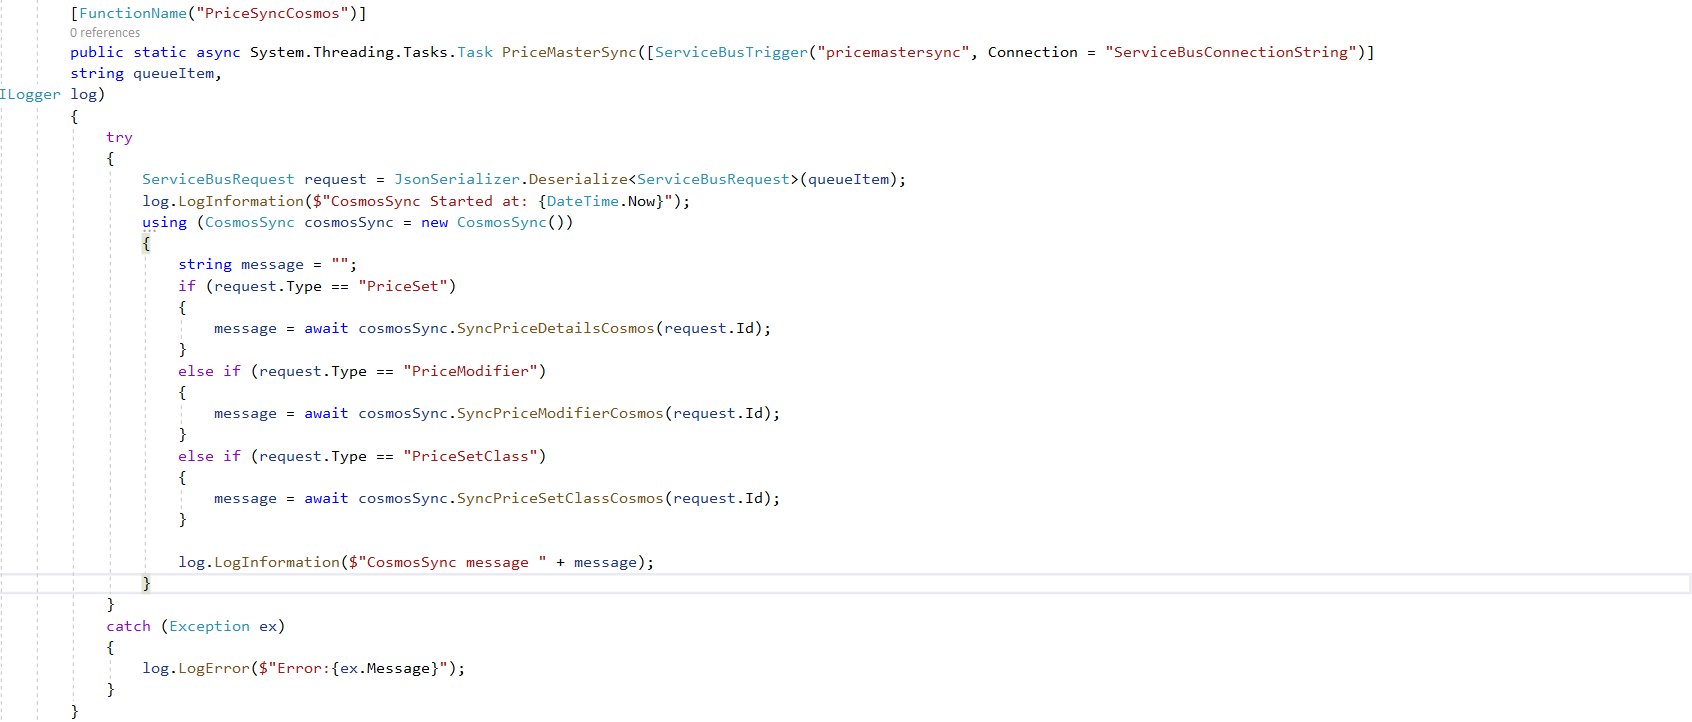 [FunctionName("PriceSyncCosmos")]
0 references
public static async System.Threading.Tasks.Task PriceMasterSync([ServiceBusTrigger("pricemastersync", Connection = "ServiceBusConnectionString")]
string queueItem,
ILogger log)
{
try
{
ServiceBusRequest request = JsonSerializer.Deserialize<ServiceBusRequest>(queueItem);
log.LogInformation($"CosmosSync Started at: {DateTime.Now}");
using (CosmosSync cosmosSync = new CosmosSync())
{
string message = "";
if (request.Type == "PriceSet")
{
message = await cosmosSync.SyncPriceDetailsCosmos(request.Id);
}
else if (request.Type == "PriceModifier")
{
message = await cosmosSync.SyncPriceModifierCosmos(request.Id);
}
else if (request.Type == "PriceSetClass")
{
message = await cosmosSync.SyncPriceSetClassCosmos(request.Id);
}
log.LogInformation($"CosmosSync message " + message);
}
}
catch (Exception ex)
{
log.LogError($"Error:{ex.Message}");
}
}